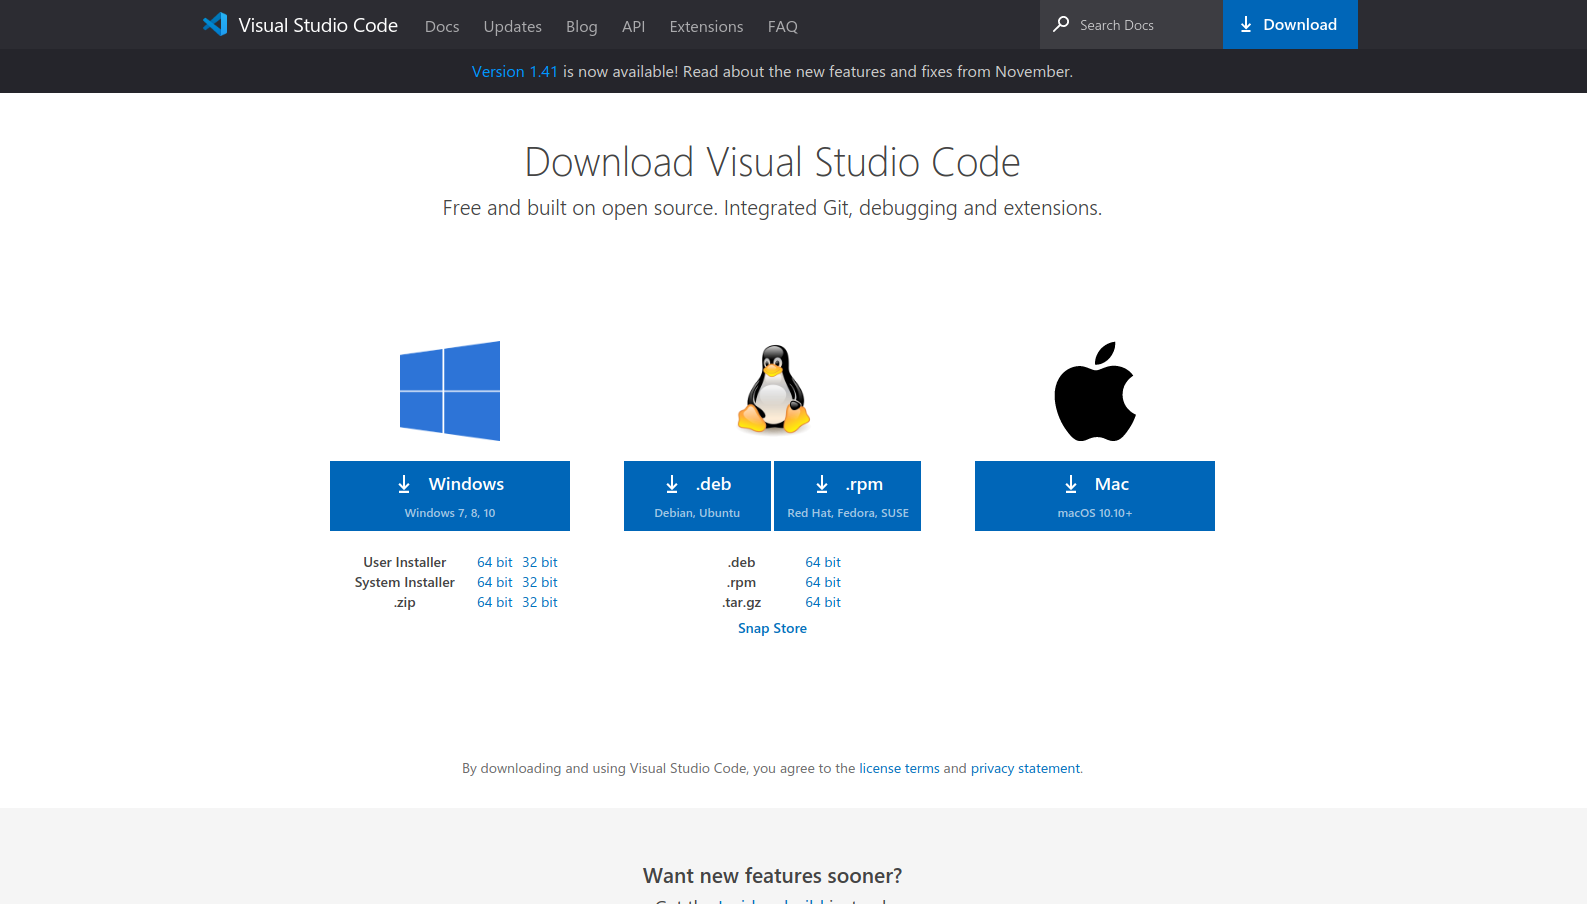 Visual Studio Code Docs Updates Blog API Extensions FAQ Search Docs Download
Version 1.41 is now available! Read about the new features and fixes from November.
Download Visual Studio Code
Free and built on open source. Integrated Git, debugging and extensions.
Windows
Windows 7, 8, 10
User Installer 64 bit 32 bit
System Installer 64 bit 32 bit
.zip 64 bit 32 bit
.deb
Debian, Ubuntu
.rpm
Red Hat, Fedora, SUSE
.deb 64 bit
.rpm 64 bit
.tar.gz 64 bit
Snap Store
Mac
macOS 10.10+
By downloading and using Visual Studio Code, you agree to the license terms and privacy statement.
Want new features sooner?